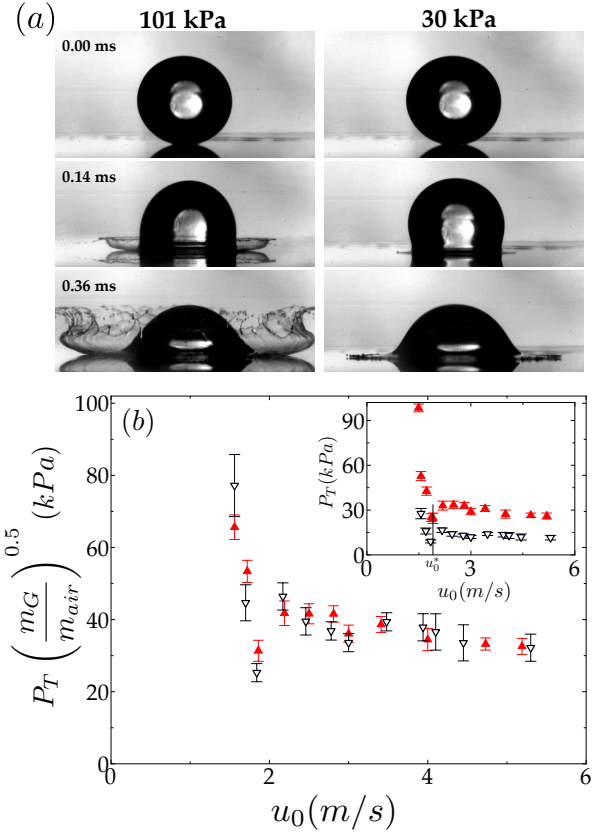 (a)
101 kPa
30 kPa
0.00 ms
0.14 ms
0.36 ms
(b)
P_T (m_G / m_air)^0.5 (kPa)
100
80
60
40
20
0
0
2
4
6
u_0(m/s)
P_T(kPa)
90
60
30
0
0
u_0^*
3
6
u_0(m/s)